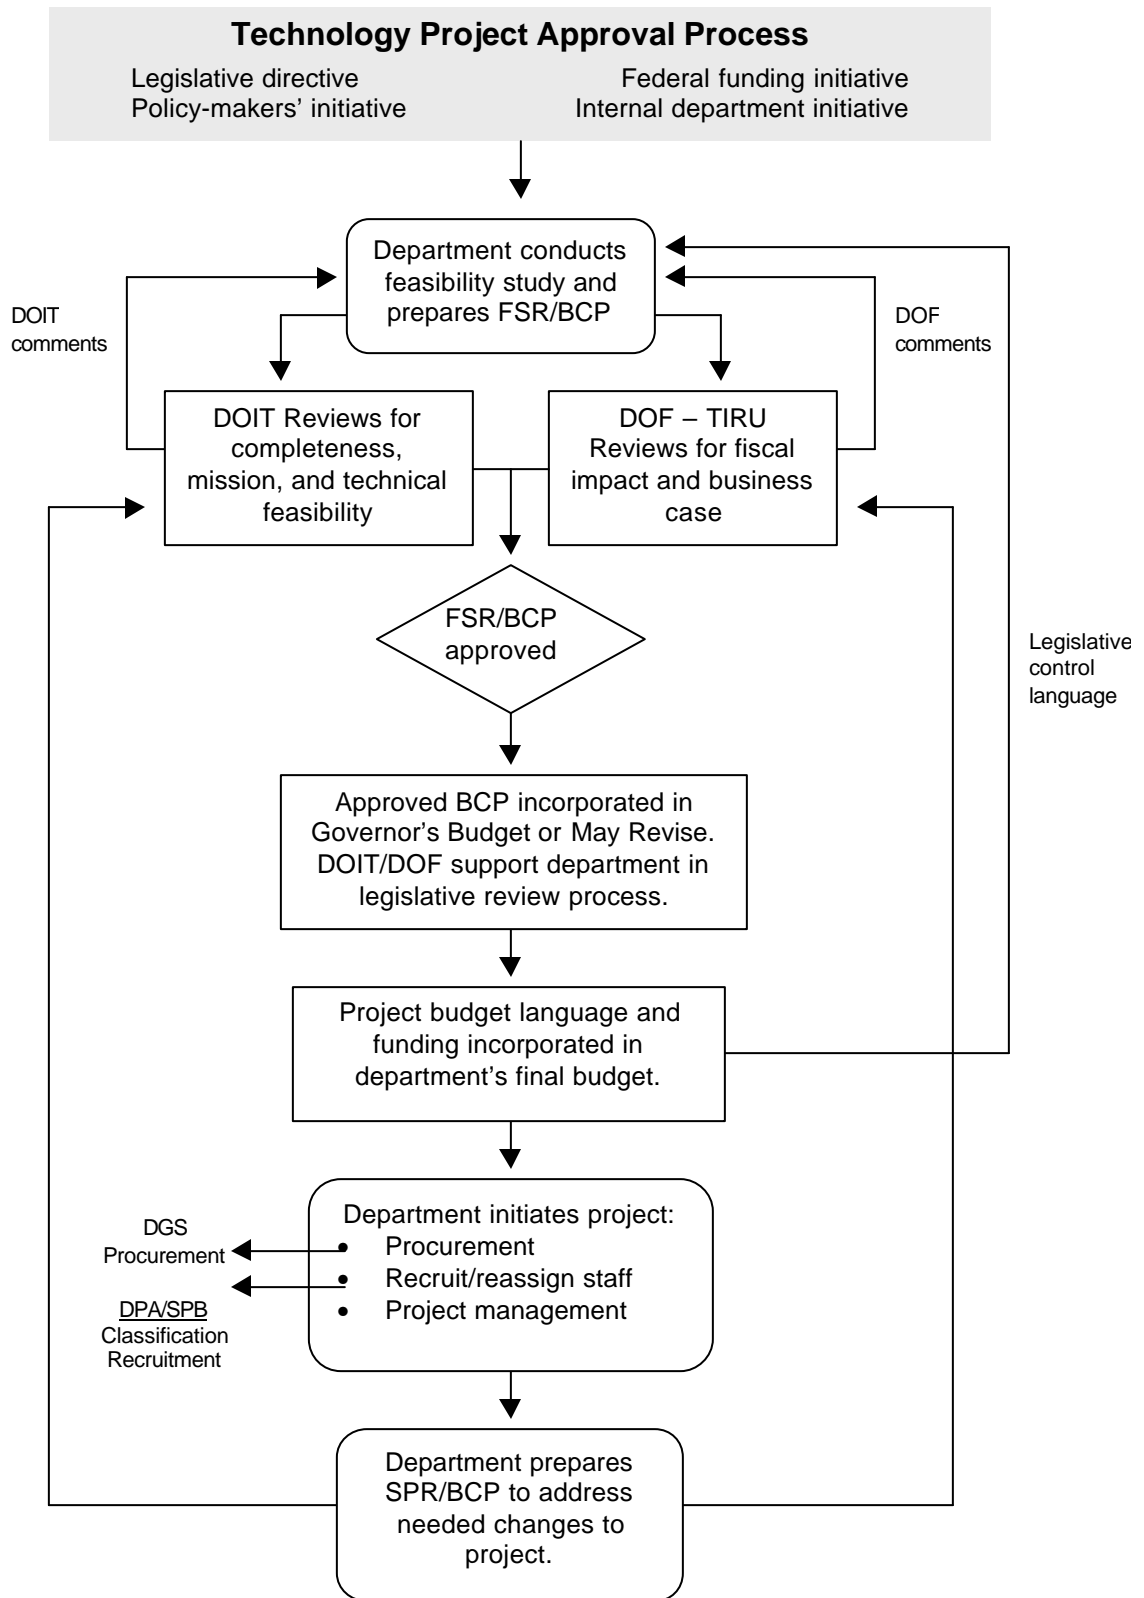 Technology Project Approval Process
Legislative directive
Federal funding initiative
Policy-makers’ initiative
Internal department initiative
Department conducts
feasibility study and
prepares FSR/BCP
DOIT
comments
DOF
comments
DOIT Reviews for
completeness,
mission, and technical
feasibility
DOF – TIRU
Reviews for fiscal
impact and business
case
FSR/BCP
approved
Legislative
control
language
Approved BCP incorporated in
Governor’s Budget or May Revise.
DOIT/DOF support department in
legislative review process.
Project budget language and
funding incorporated in
department’s final budget.
Department initiates project:
• Procurement
• Recruit/reassign staff
• Project management
DGS
Procurement
DPA/SPB
Classification
Recruitment
Department prepares
SPR/BCP to address
needed changes to
project.